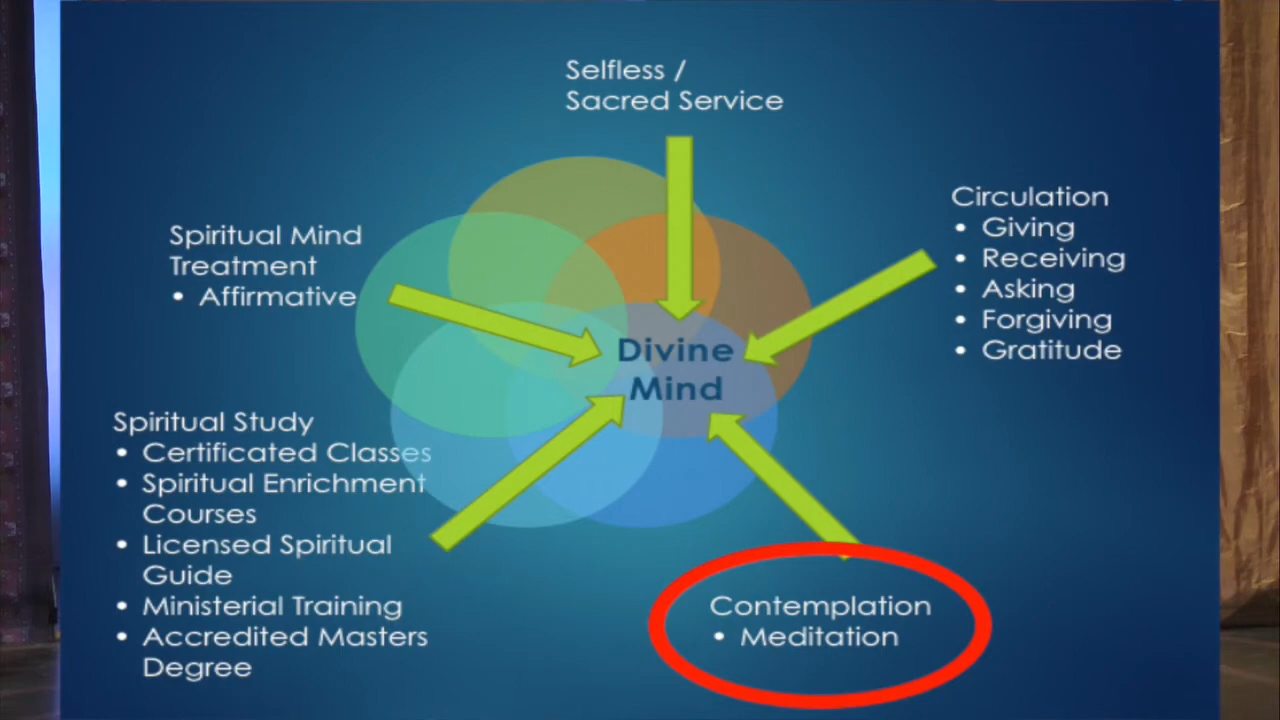 Selfless /
Sacred Service
Spiritual Mind
Treatment
• Affirmative
Circulation
• Giving
• Receiving
• Asking
• Forgiving
• Gratitude
Divine
Mind
Spiritual Study
• Certificated Classes
• Spiritual Enrichment
Courses
• Licensed Spiritual
Guide
• Ministerial Training
• Accredited Masters
Degree
Contemplation
• Meditation